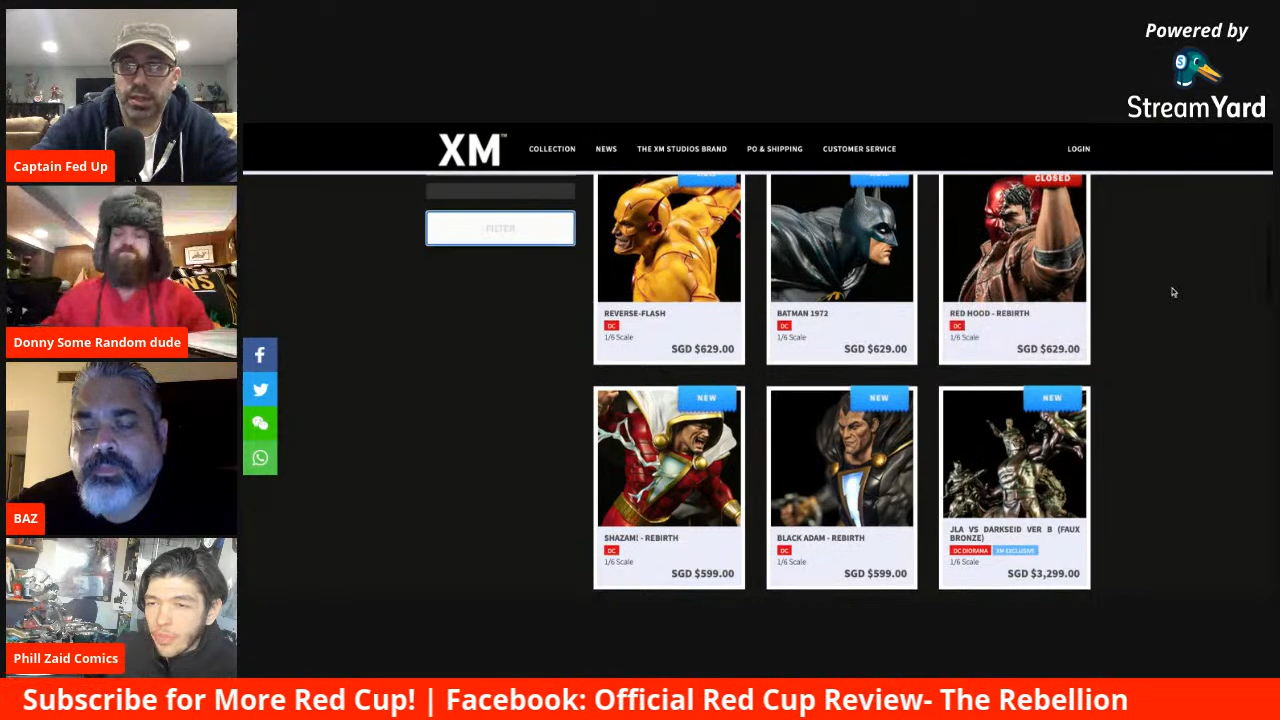 Powered by
StreamYard
Captain Fed Up
Donny Some Random dude
BAZ
Phill Zaid Comics
XM™
COLLECTION NEWS THE XM STUDIOS BRAND PO & SHIPPING CUSTOMER SERVICE LOGIN
FILTER
CLOSED
REVERSE-FLASH
DC
1/6 Scale
SGD $629.00
BATMAN 1972
DC
1/6 Scale
SGD $629.00
RED HOOD - REBIRTH
DC
1/6 Scale
SGD $629.00
NEW
SHAZAM! - REBIRTH
DC
1/6 Scale
SGD $599.00
NEW
BLACK ADAM - REBIRTH
DC
1/6 Scale
SGD $599.00
NEW
JLA VS DARKSEID VER B (FAUX
BRONZE)
DC DIORAMA XM EXCLUSIVE
1/6 Scale
SGD $3,299.00
Subscribe for More Red Cup! | Facebook: Official Red Cup Review- The Rebellion